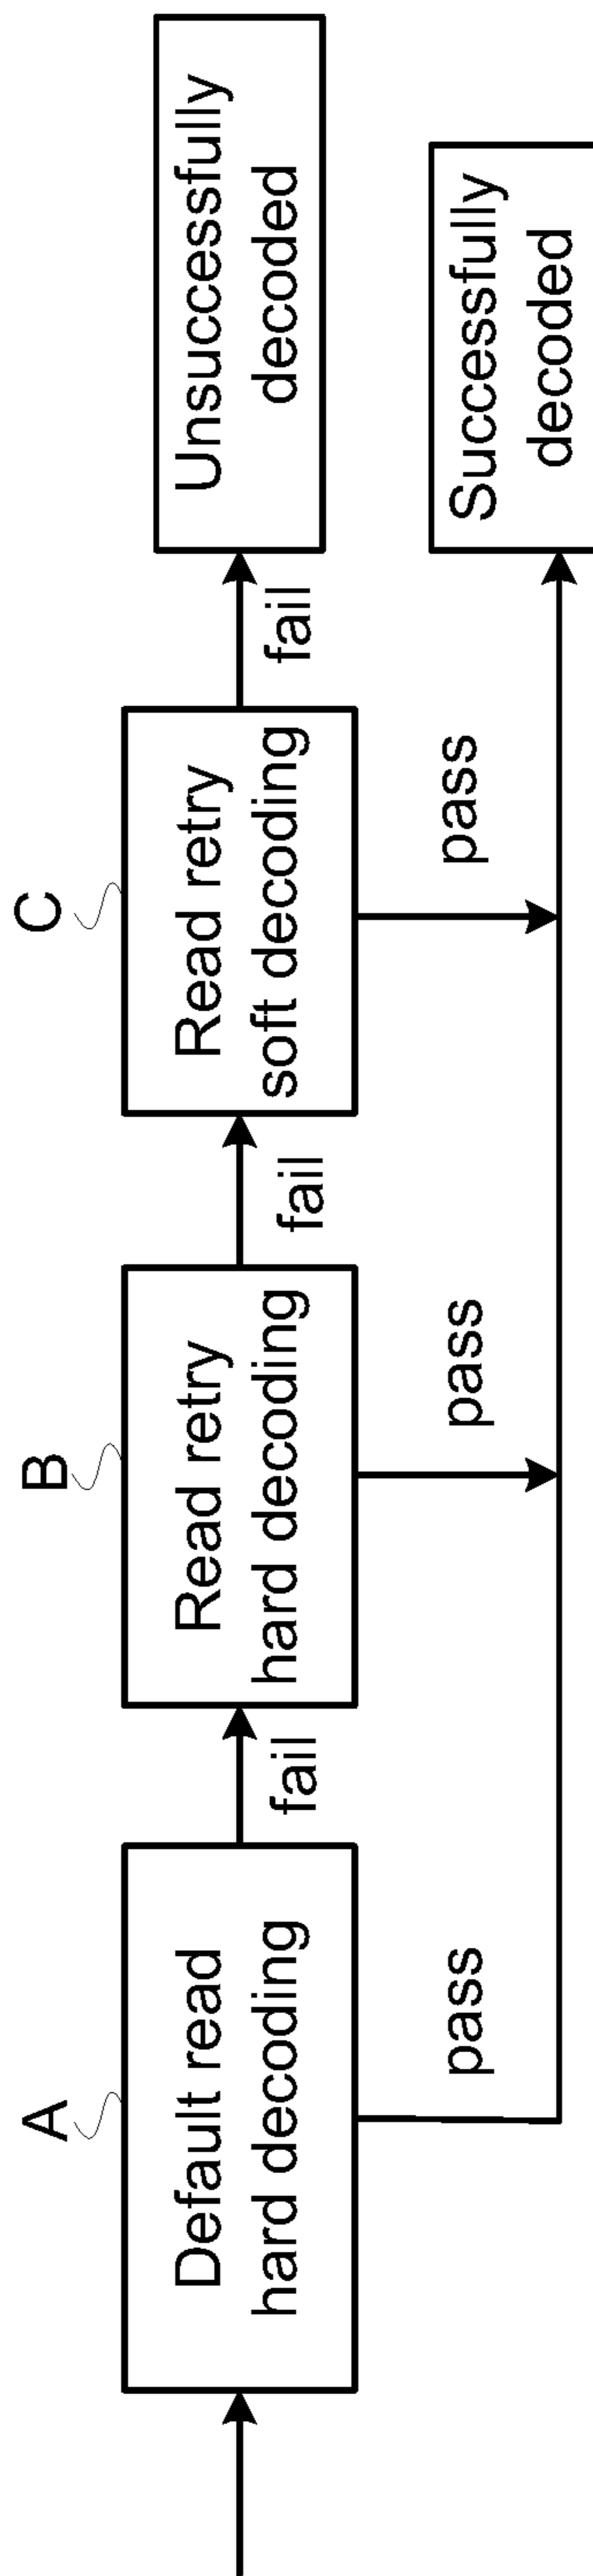 A
Default read
hard decoding
fail
pass
B
Read retry
hard decoding
fail
pass
C
Read retry
soft decoding
fail
pass
Unsuccessfully
decoded
Successfully
decoded